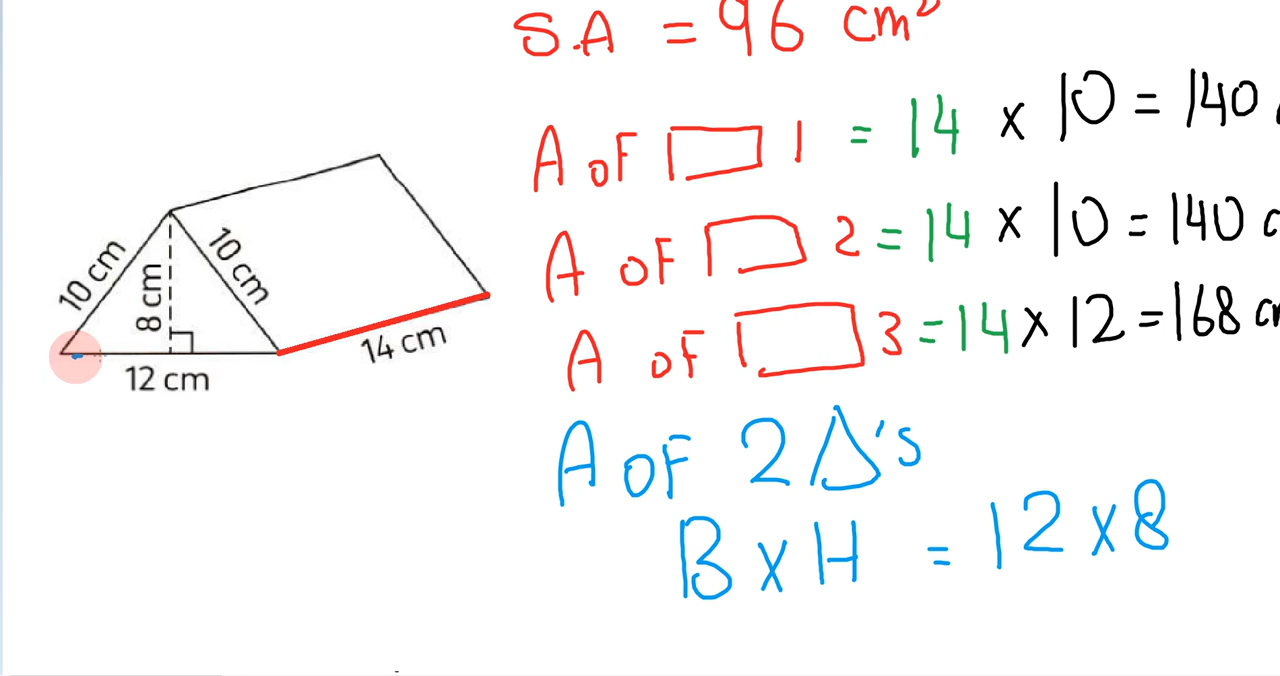 S.A = 96 cm²
A oF 1 = 14 x 10 = 140
A oF 2 = 14 x 10 = 140 c
A oF 3 = 14 x 12 = 168 cm
A oF 2 Δ's
B x H = 12 x 8
10 cm
8 cm
10 cm
12 cm
14 cm